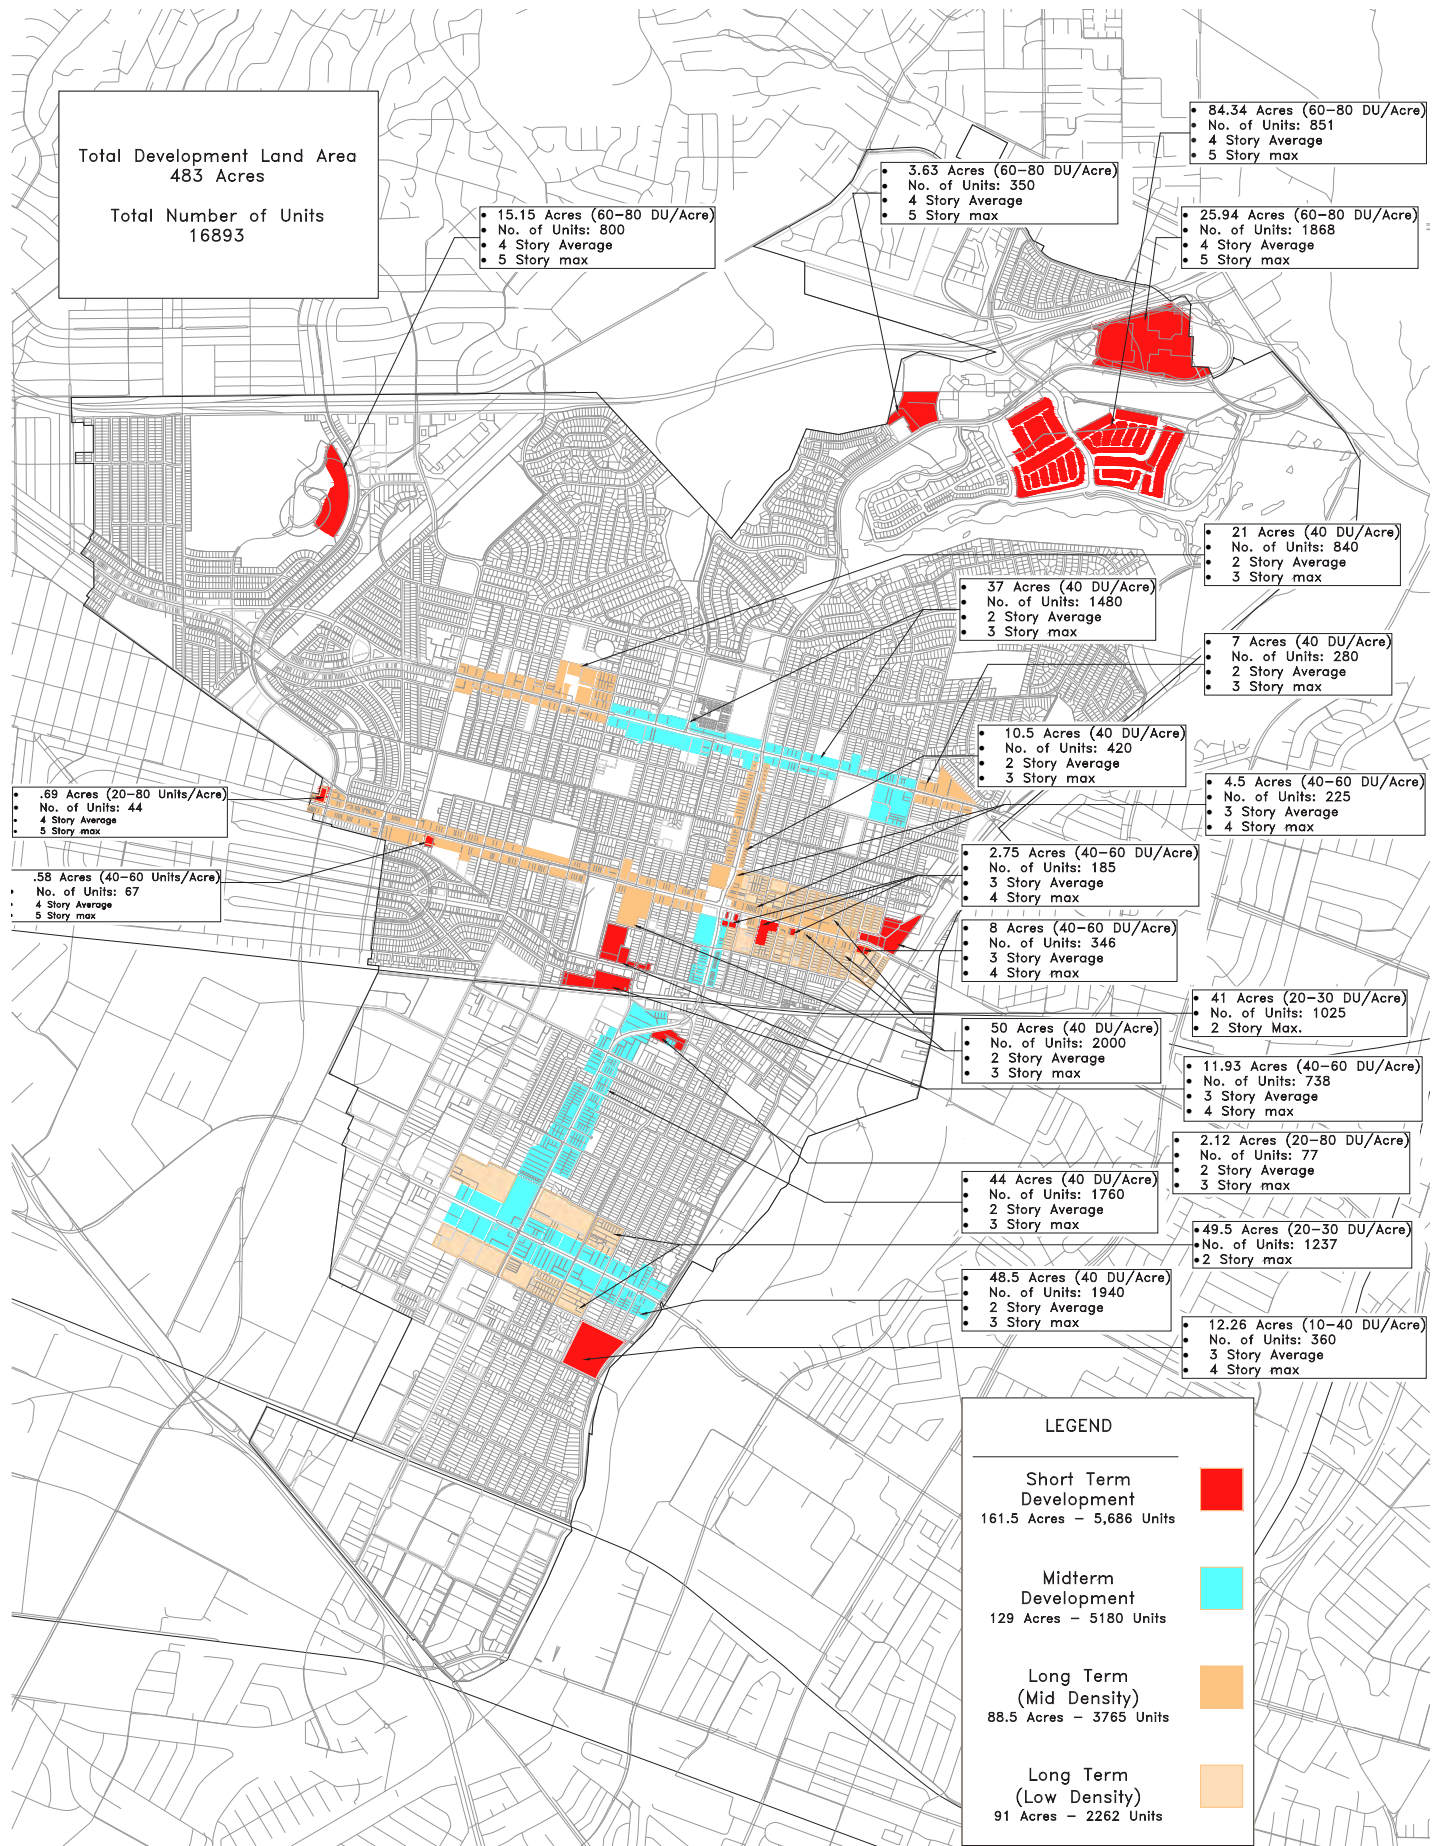 Total Development Land Area
483 Acres
Total Number of Units
16893
• 84.34 Acres (60-80 DU/Acre)
• No. of Units: 851
• 4 Story Average
• 5 Story max
• 3.63 Acres (60-80 DU/Acre)
• No. of Units: 350
• 4 Story Average
• 5 Story max
• 15.15 Acres (60-80 DU/Acre)
• No. of Units: 800
• 4 Story Average
• 5 Story max
• 25.94 Acres (60-80 DU/Acre)
• No. of Units: 1868
• 4 Story Average
• 5 Story max
• 21 Acres (40 DU/Acre)
• No. of Units: 840
• 2 Story Average
• 3 Story max
• 37 Acres (40 DU/Acre)
• No. of Units: 1480
• 2 Story Average
• 3 Story max
• 7 Acres (40 DU/Acre)
• No. of Units: 280
• 2 Story Average
• 3 Story max
• 10.5 Acres (40 DU/Acre)
• No. of Units: 420
• 2 Story Average
• 3 Story max
• 4.5 Acres (40-60 DU/Acre)
• No. of Units: 225
• 3 Story Average
• 4 Story max
• .69 Acres (20-80 Units/Acre)
• No. of Units: 44
• 4 Story Average
• 5 Story max
• 2.75 Acres (40-60 DU/Acre)
• No. of Units: 185
• 3 Story Average
• 4 Story max
.58 Acres (40-60 Units/Acre)
• No. of Units: 67
• 4 Story Average
• 5 Story max
• 8 Acres (40-60 DU/Acre)
• No. of Units: 346
• 3 Story Average
• 4 Story max
• 41 Acres (20-30 DU/Acre)
• No. of Units: 1025
• 2 Story Max.
• 50 Acres (40 DU/Acre)
• No. of Units: 2000
• 2 Story Average
• 3 Story max
• 11.93 Acres (40-60 DU/Acre)
• No. of Units: 738
• 3 Story Average
• 4 Story max
• 2.12 Acres (20-80 DU/Acre)
• No. of Units: 77
• 2 Story Average
• 3 Story max
• 44 Acres (40 DU/Acre)
• No. of Units: 1760
• 2 Story Average
• 3 Story max
• 49.5 Acres (20-30 DU/Acre)
• No. of Units: 1237
• 2 Story max
• 48.5 Acres (40 DU/Acre)
• No. of Units: 1940
• 2 Story Average
• 3 Story max
• 12.26 Acres (10-40 DU/Acre)
• No. of Units: 360
• 3 Story Average
• 4 Story max
LEGEND
Short Term
Development
161.5 Acres - 5,686 Units
Midterm
Development
129 Acres - 5180 Units
Long Term
(Mid Density)
88.5 Acres - 3765 Units
Long Term
(Low Density)
91 Acres - 2262 Units